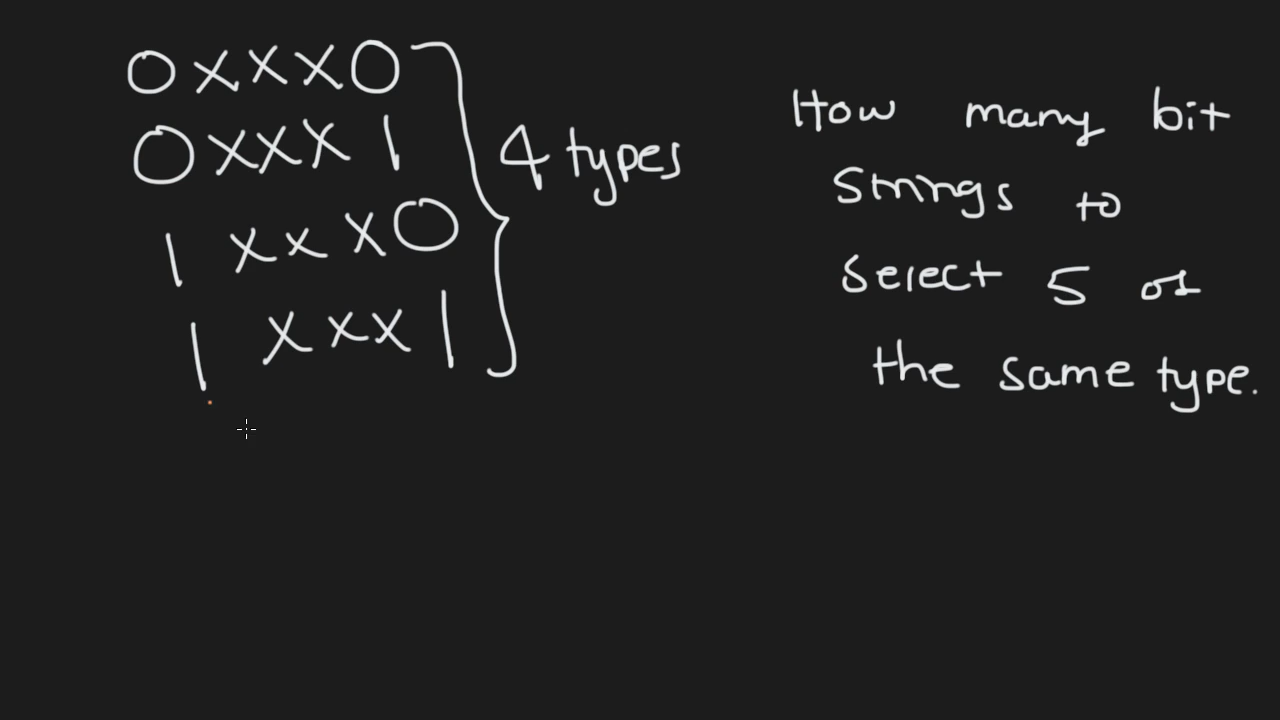 0xxx0
0xxx1
4 types
1xxx0
1xxx1
How many bit
Strings to
Select 5 of
the same type.